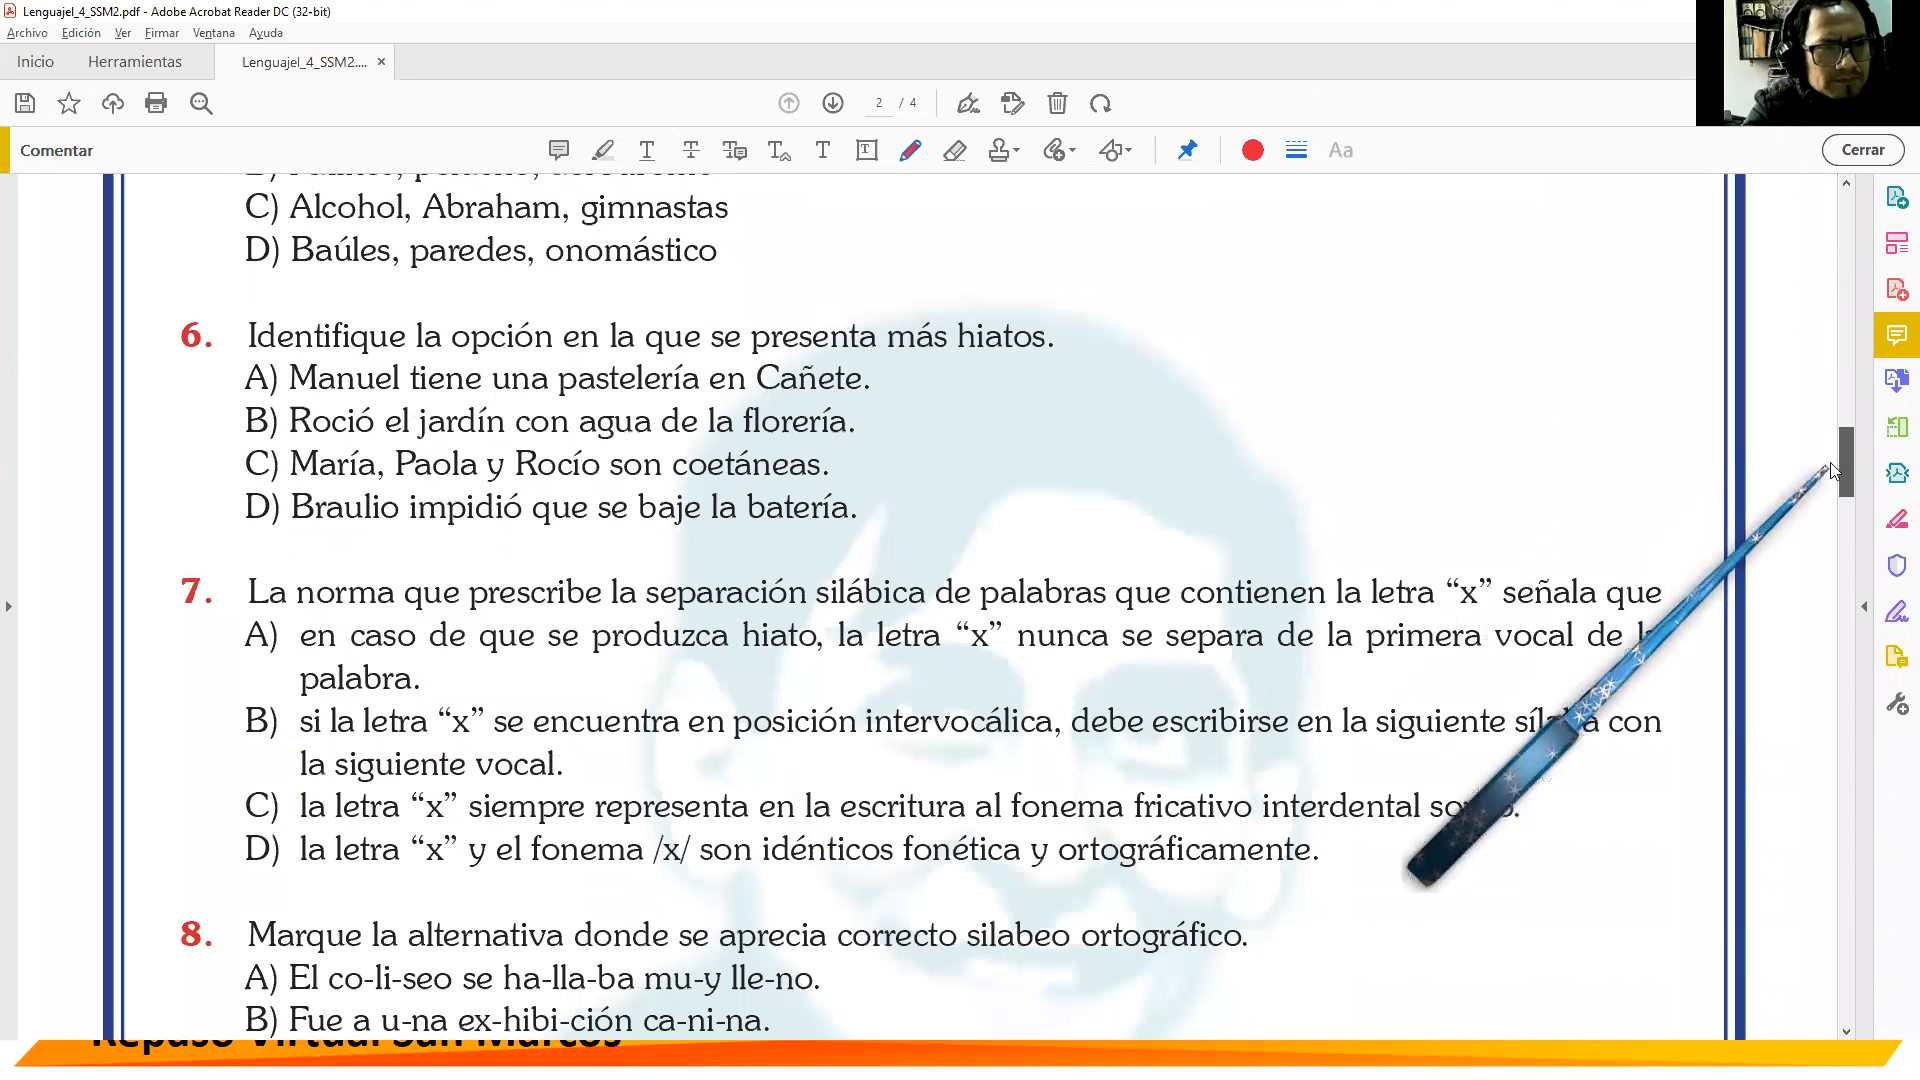 Lenguajel_4_SSM2.pdf - Adobe Acrobat Reader DC (32-bit)
Archivo Edición Ver Firmar Ventana Ayuda
Inicio Herramientas Lenguajel_4_SSM2.... ×
2 / 4
Comentar Aa Cerrar
C) Alcohol, Abraham, gimnastas
D) Baúles, paredes, onomástico
6. Identifique la opción en la que se presenta más hiatos.
A) Manuel tiene una pastelería en Cañete.
B) Roció el jardín con agua de la florería.
C) María, Paola y Rocío son coetáneas.
D) Braulio impidió que se baje la batería.
7. La norma que prescribe la separación silábica de palabras que contienen la letra “x” señala que
A) en caso de que se produzca hiato, la letra “x” nunca se separa de la primera vocal de la
palabra.
B) si la letra “x” se encuentra en posición intervocálica, debe escribirse en la siguiente sílaba con
la siguiente vocal.
C) la letra “x” siempre representa en la escritura al fonema fricativo interdental
D) la letra “x” y el fonema /x/ son idénticos fonética y ortográficamente.
8. Marque la alternativa donde se aprecia correcto silabeo ortográfico.
A) El co-li-seo se ha-lla-ba mu-y lle-no.
B) Fue a u-na ex-hibi-ción ca-ni-na.
Repaso Virtual San Marcos